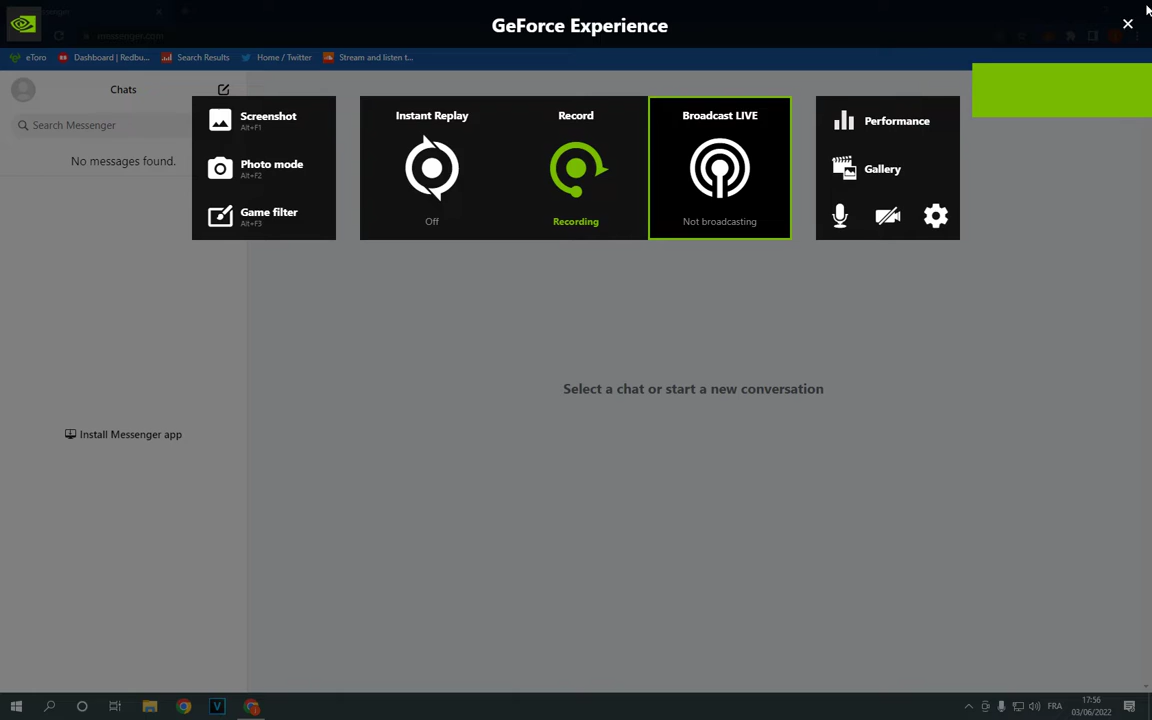 GeForce Experience
eToro
Dashboard | Redbu...
Search Results
Home / Twitter
Stream and listen t...
Chats
Search Messenger
No messages found.
Install Messenger app
Screenshot
Alt+F1
Photo mode
Alt+F2
Game filter
Alt+F3
Instant Replay
Off
Record
Recording
Broadcast LIVE
Not broadcasting
Performance
Gallery
Select a chat or start a new conversation
FRA
17:56
03/06/2022